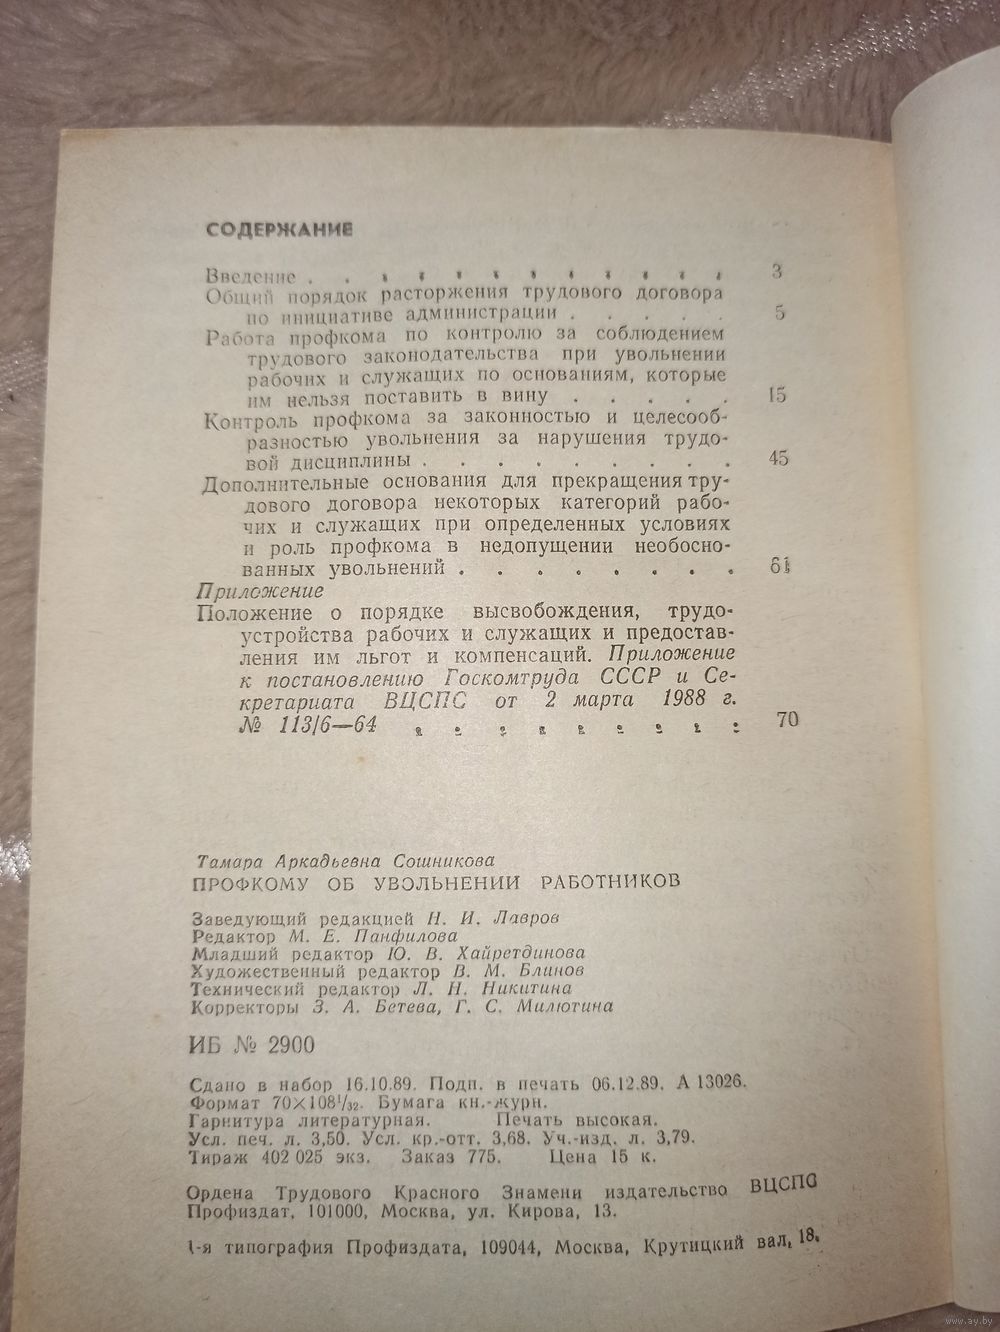 СОДЕРЖАНИЕ
Введение . . . . . . . . . . . . 3
Общий порядок расторжения трудового договора
по инициативе администрации . . . . . 5
Работа профкома по контролю за соблюдением
трудового законодательства при увольнении
рабочих и служащих по основаниям, которые
им нельзя поставить в вину . . . . . 15
Контроль профкома за законностью и целесооб-
разностью увольнения за нарушения трудо-
вой дисциплины . . . . . . . . . 45
Дополнительные основания для прекращения тру-
дового договора некоторых категорий рабо-
чих и служащих при определенных условиях
и роль профкома в недопущении необосно-
ванных увольнений . . . . . . . . 61
Приложение
Положение о порядке высвобождения, трудо-
устройства рабочих и служащих и предостав-
ления им льгот и компенсаций. Приложение
к постановлению Госкомтруда СССР и Се-
кретариата ВЦСПС от 2 марта 1988 г.
№ 113/6—64 . . . . . . . . . 70
Тамара Аркадьевна Сошникова
ПРОФКОМУ ОБ УВОЛЬНЕНИИ РАБОТНИКОВ
Заведующий редакцией Н. И. Лавров
Редактор М. Е. Панфилова
Младший редактор Ю. В. Хайретдинова
Художественный редактор В. М. Блинов
Технический редактор Л. Н. Никитина
Корректоры З. А. Бетева, Г. С. Милютина
ИБ № 2900
Сдано в набор 16.10.89. Подп. в печать 06.12.89. А 13026.
Формат 70×108¹/₃₂. Бумага кн.-журн.
Гарнитура литературная. Печать высокая.
Усл. печ. л. 3,50. Усл. кр.-отт. 3,68. Уч.-изд. л. 3,79.
Тираж 402 025 экз. Заказ 775. Цена 15 к.
Ордена Трудового Красного Знамени издательство ВЦСПС
Профиздат, 101000, Москва, ул. Кирова, 13.
1-я типография Профиздата, 109044, Москва, Крутицкий вал, 18.
www.ay.by